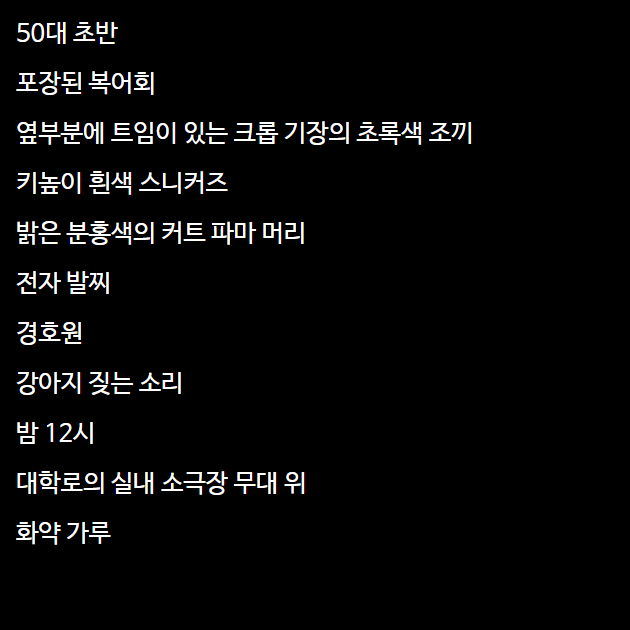 50대 초반
포장된 복어회
옆부분에 트임이 있는 크롭 기장의 초록색 조끼
키높이 흰색 스니커즈
밝은 분홍색의 커트 파마 머리
전자 발찌
경호원
강아지 짖는 소리
밤 12시
대학로의 실내 소극장 무대 위
화약 가루